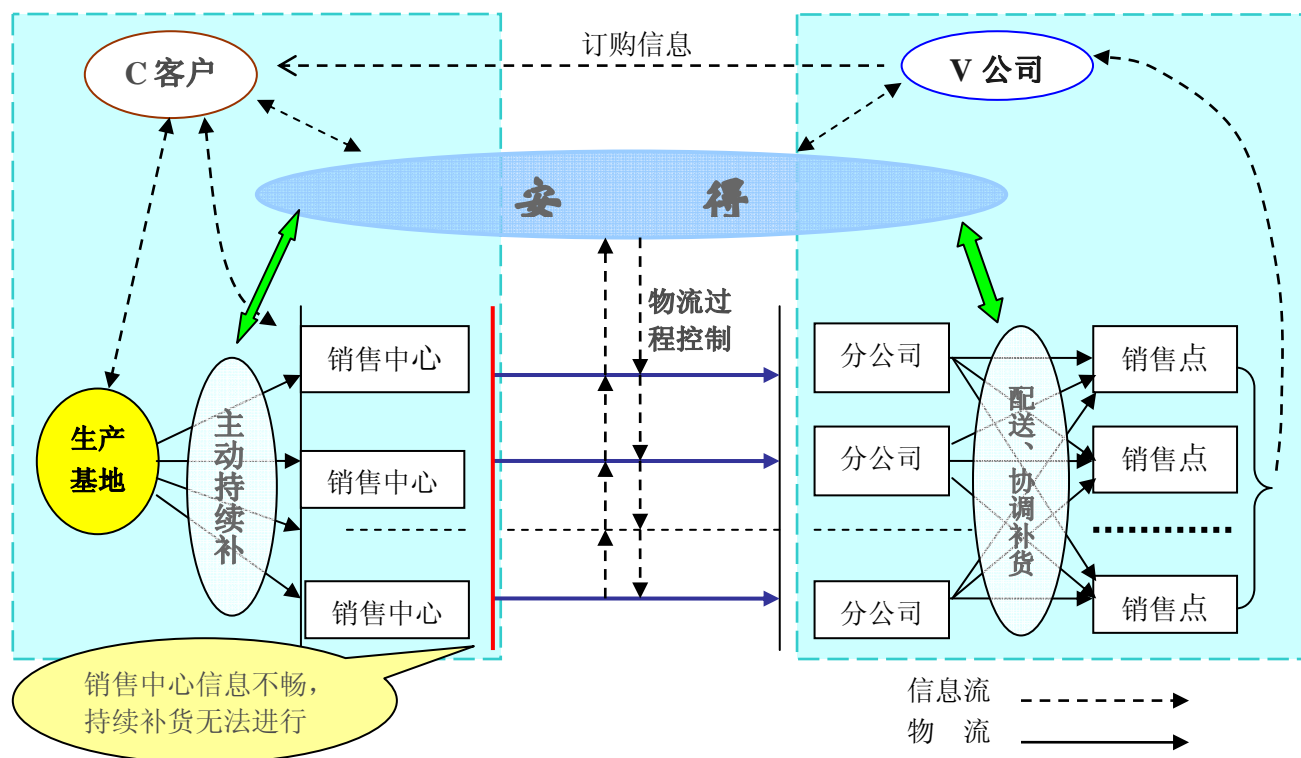 订购信息
C 客户
V 公司
安 得
物流过
程控制
销售中心
分公司
销售点
主动持续补
配送、协调补货
生产
基地
销售中心
分公司
销售点
销售中心
分公司
销售点
销售中心信息不畅，
持续补货无法进行
信息流
物 流